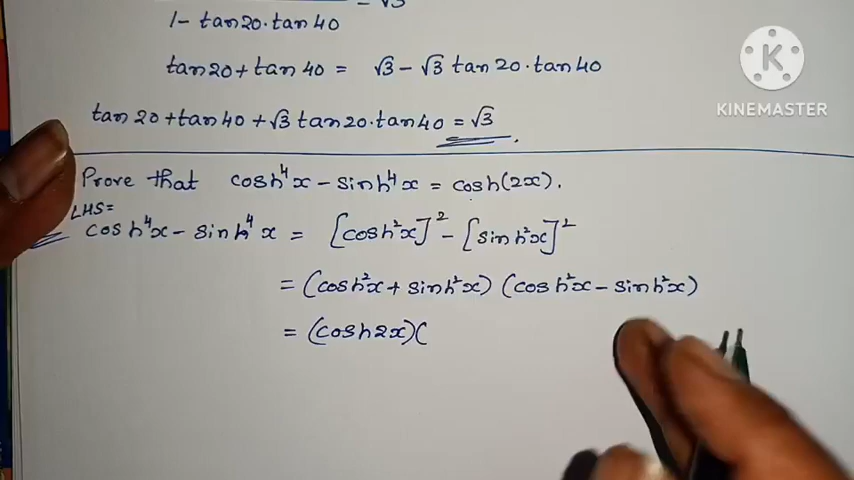 = √3
1 - tan20·tan40
tan20 + tan40 = √3 - √3 tan20·tan40
tan20 + tan40 + √3 tan20·tan40 = √3
K
KINEMASTER
Prove that cosh⁴x - sinh⁴x = cosh(2x).
LHS=
cosh⁴x - sinh⁴x = [cosh²x]² - [sinh²x]²
= (cosh²x + sinh²x) (cosh²x - sinh²x)
= (cosh2x)(